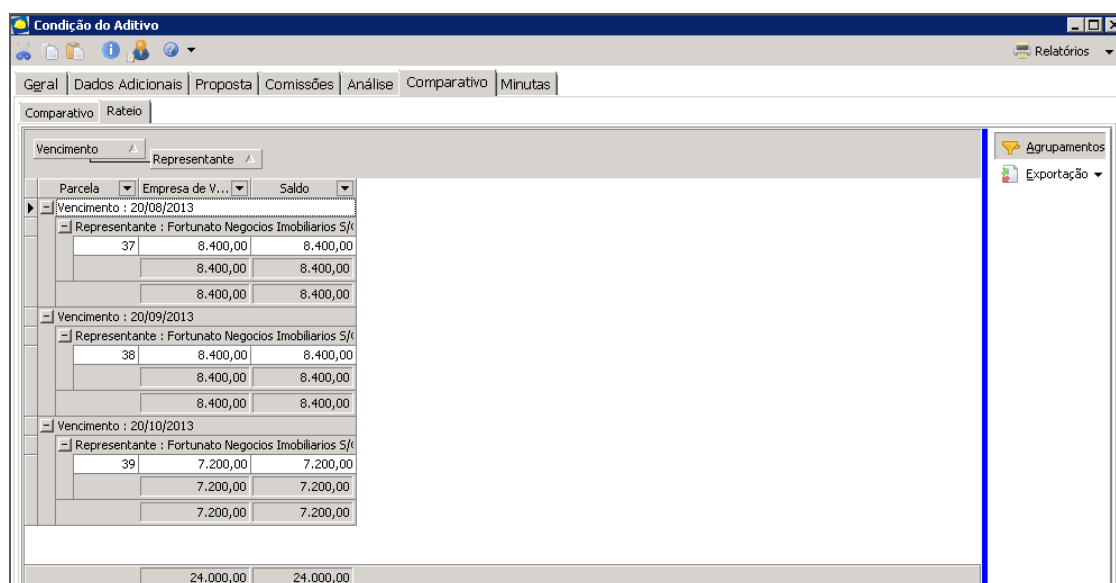 Condição do Aditivo
Relatórios
Geral Dados Adicionais Proposta Comissões Análise Comparativo Minutas
Comparativo Rateio
Vencimento
Representante
Agrupamentos
Exportação
Parcela Empresa de V... Saldo
Vencimento : 20/08/2013
Representante : Fortunato Negocios Imobiliarios S/
37 8.400,00 8.400,00
8.400,00 8.400,00
8.400,00 8.400,00
Vencimento : 20/09/2013
Representante : Fortunato Negocios Imobiliarios S/
38 8.400,00 8.400,00
8.400,00 8.400,00
8.400,00 8.400,00
Vencimento : 20/10/2013
Representante : Fortunato Negocios Imobiliarios S/
39 7.200,00 7.200,00
7.200,00 7.200,00
7.200,00 7.200,00
24.000,00 24.000,00